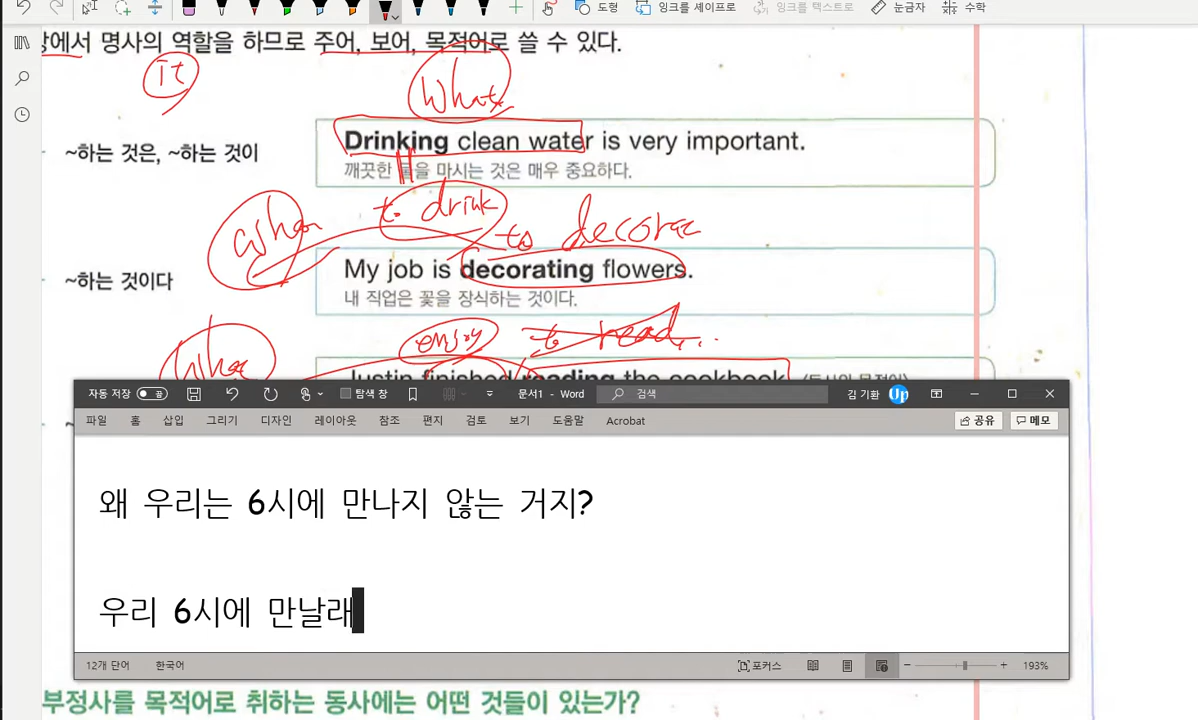 도형 잉크를 셰이프로 잉크를 텍스트로 눈금자 수학
에서 명사의 역할을 하므로 주어, 보어, 목적어로 쓸 수 있다.
it
what
~하는 것은, ~하는 것이
Drinking clean water is very important.
깨끗한 물을 마시는 것은 매우 중요하다.
to drink
to
~하는 것이다
My job is decorating flowers.
내 직업은 꽃을 장식하는 것이다.
enjoy to read..
Justin finished reading the cookbook.
자동 저장 끔 탐색 창 문서1 - Word 검색 김 기환 Up
파일 홈 삽입 그리기 디자인 레이아웃 참조 편지 검토 보기 도움말 Acrobat 공유 메모
왜 우리는 6시에 만나지 않는 거지?
우리 6시에 만날래
12개 단어 한국어 포커스 193%
부정사를 목적어로 취하는 동사에는 어떤 것들이 있는가?